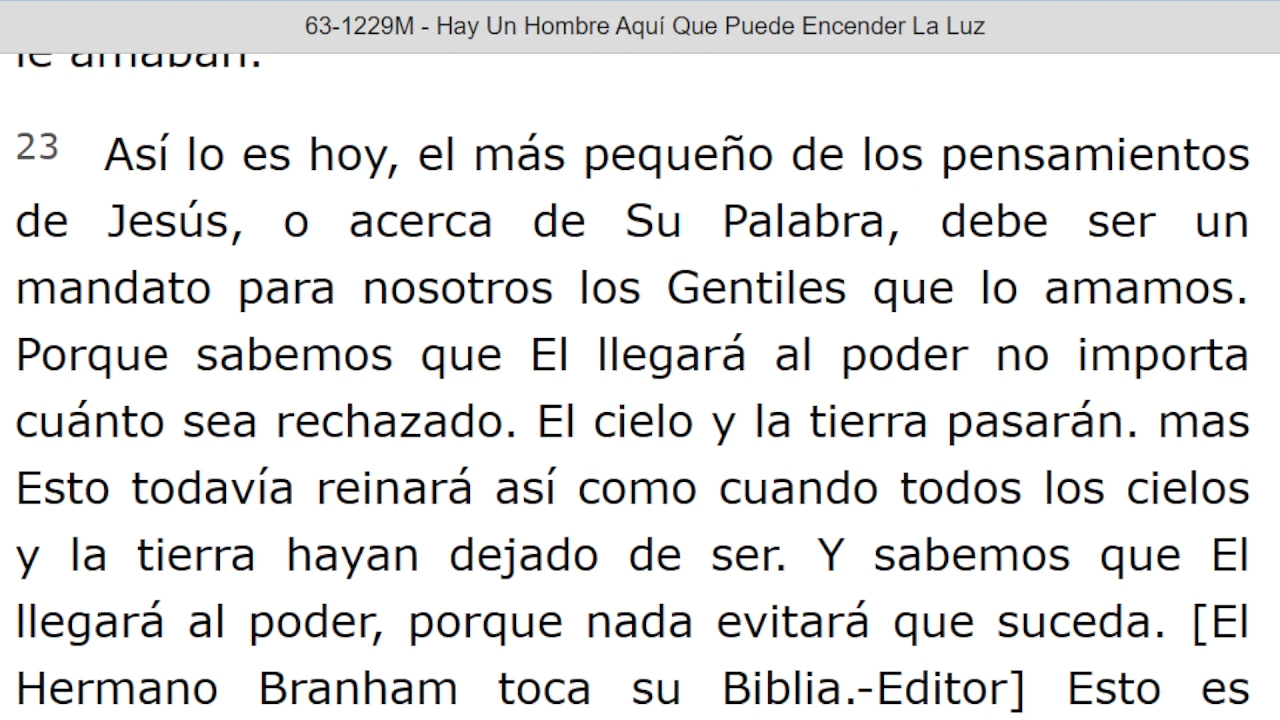 63-1229M - Hay Un Hombre Aquí Que Puede Encender La Luz
le amaban.
23 Así lo es hoy, el más pequeño de los pensamientos
de Jesús, o acerca de Su Palabra, debe ser un
mandato para nosotros los Gentiles que lo amamos.
Porque sabemos que El llegará al poder no importa
cuánto sea rechazado. El cielo y la tierra pasarán. mas
Esto todavía reinará así como cuando todos los cielos
y la tierra hayan dejado de ser. Y sabemos que El
llegará al poder, porque nada evitará que suceda. [El
Hermano Branham toca su Biblia.-Editor] Esto es